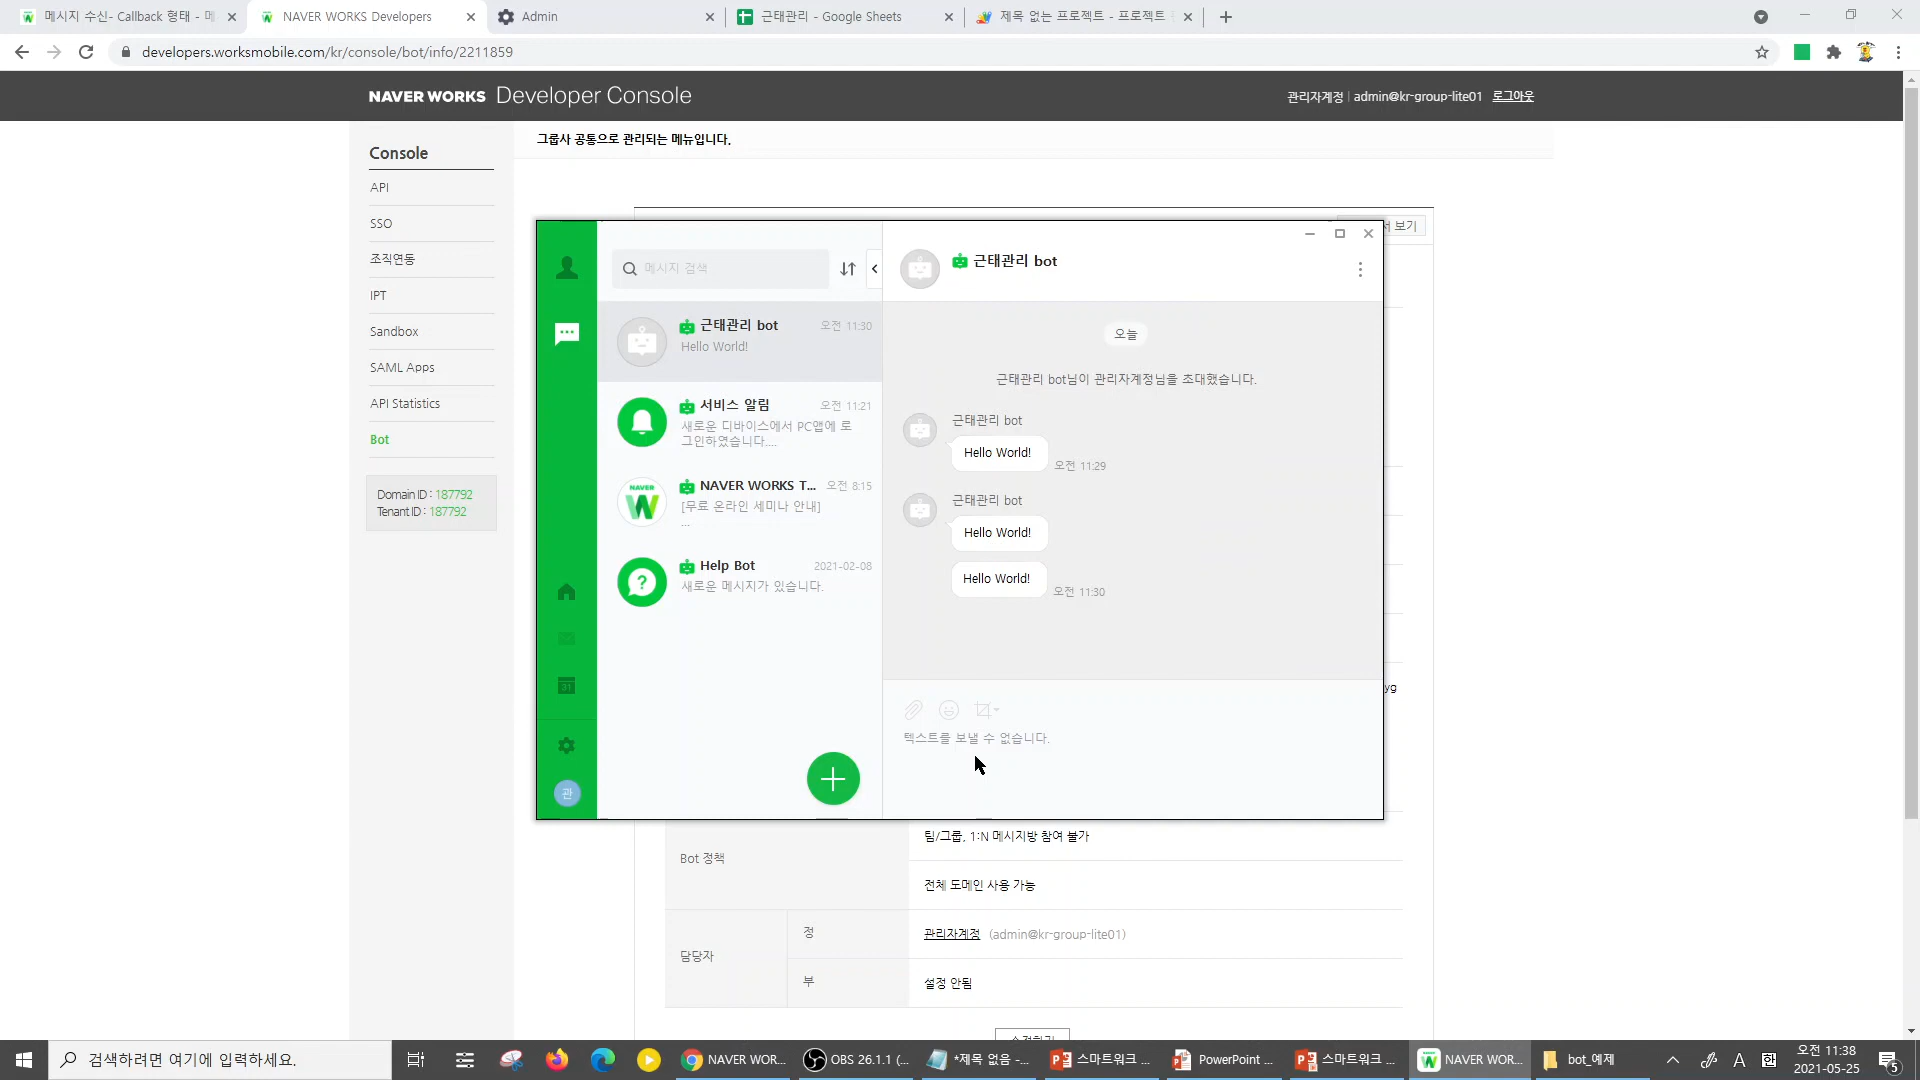 메시지 수신- Callback 형태 - 메
NAVER WORKS Developers
Admin
근태관리 - Google Sheets
제목 없는 프로젝트 - 프로젝트
developers.worksmobile.com/kr/console/bot/info/2211859
NAVER WORKS Developer Console
관리자계정 | admin@kr-group-lite01 로그아웃
그룹사 공통으로 관리되는 메뉴입니다.
Console
API
SSO
조직연동
IPT
Sandbox
SAML Apps
API Statistics
Bot
Domain ID : 187792
Tenant ID : 187792
서 보기
메시지 검색
근태관리 bot 오전 11:30
Hello World!
서비스 알림 오전 11:21
새로운 디바이스에서 PC앱에 로
그인하였습니다....
NAVER
W
NAVER WORKS T... 오전 8:15
[무료 온라인 세미나 안내]
...
Help Bot 2021-02-08
새로운 메시지가 있습니다.
31
관
근태관리 bot
오늘
근태관리 bot님이 관리자계정님을 초대했습니다.
근태관리 bot
Hello World!
오전 11:29
근태관리 bot
Hello World!
Hello World!
오전 11:30
텍스트를 보낼 수 없습니다.
yg
Bot 정책
팀/그룹, 1:N 메시지방 참여 불가
전체 도메인 사용 가능
담당자
정
관리자계정 (admin@kr-group-lite01)
부
설정 안됨
검색하려면 여기에 입력하세요.
NAVER WOR...
OBS 26.1.1 (...
*제목 없음 -...
스마트워크 ...
PowerPoint ...
스마트워크 ...
NAVER WOR...
bot_예제
A
한
오전 11:38
2021-05-25
5